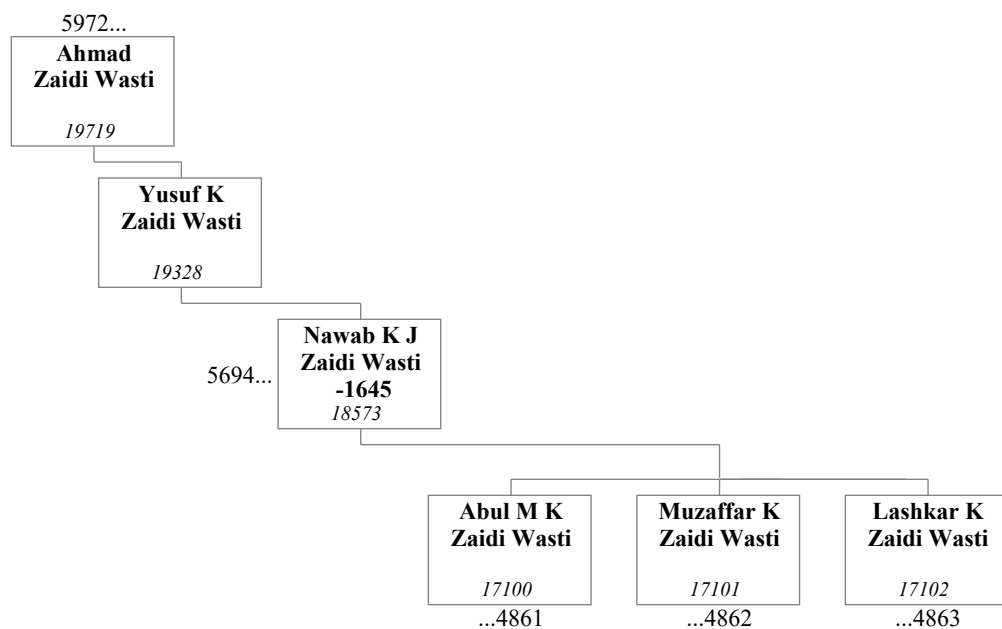 5972...
Ahmad
Zaidi Wasti
19719
Yusuf K
Zaidi Wasti
19328
5694...
Nawab K J
Zaidi Wasti
-1645
18573
Abul M K
Zaidi Wasti
17100
...4861
Muzaffar K
Zaidi Wasti
17101
...4862
Lashkar K
Zaidi Wasti
17102
...4863